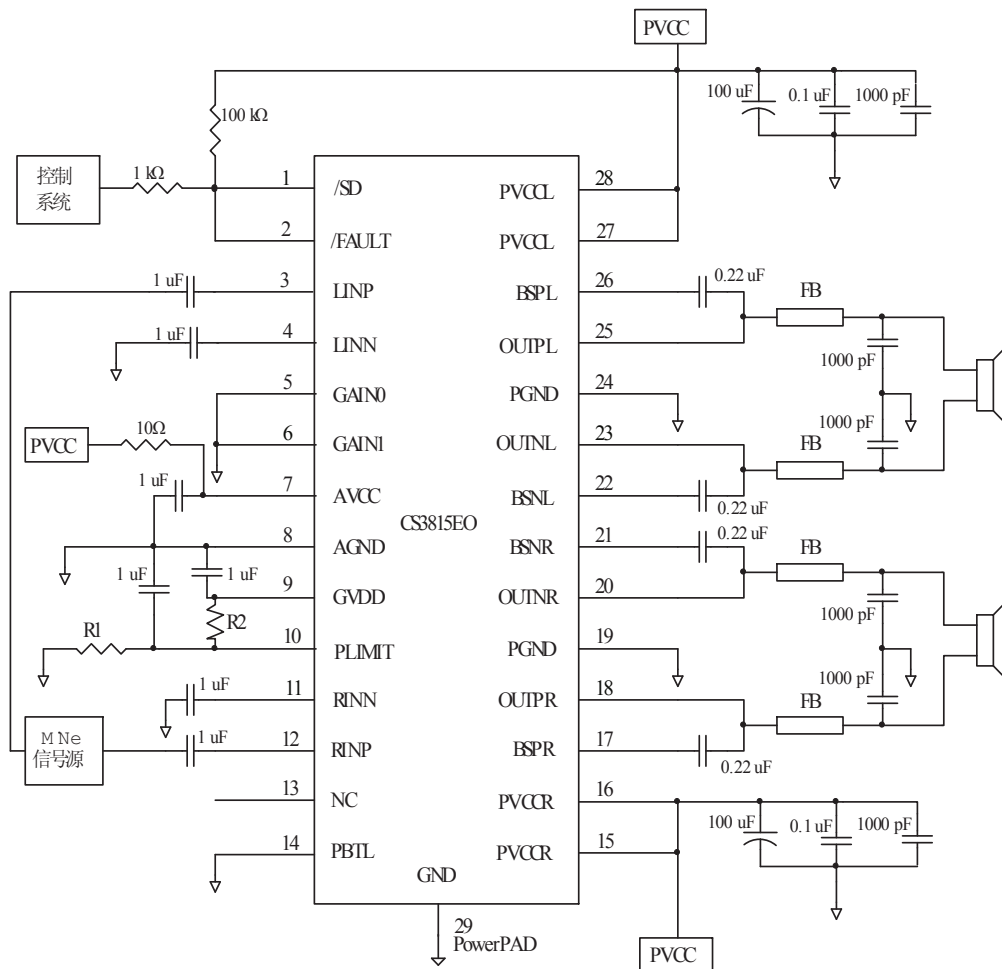 PVCC
100 uF
0.1 uF
1000 pF
100 kΩ
控制
系统
1 kΩ
1
/SD
PVCCL
28
2
/FAULT
PVCCL
27
1 uF
3
LINP
BSPL
26
0.22 uF
FB
1 uF
4
LINN
OUTPL
25
1000 pF
5
GAIN0
PGND
24
1000 pF
PVCC
10Ω
6
GAIN1
OUTNL
23
FB
1 uF
7
AVCC
BSNL
22
0.22 uF
CS3815EO
8
AGND
BSNR
21
0.22 uF
FB
1 uF
1 uF
9
GVDD
OUTNR
20
1000 pF
R1
R2
10
PLIMIT
PGND
19
1000 pF
1 uF
11
RINN
OUTPR
18
FB
MNe
信号源
1 uF
12
RINP
BSPR
17
0.22 uF
13
NC
PVCCR
16
100 uF
0.1 uF
1000 pF
14
PBTL
PVCCR
15
GND
29
PowerPAD
PVCC